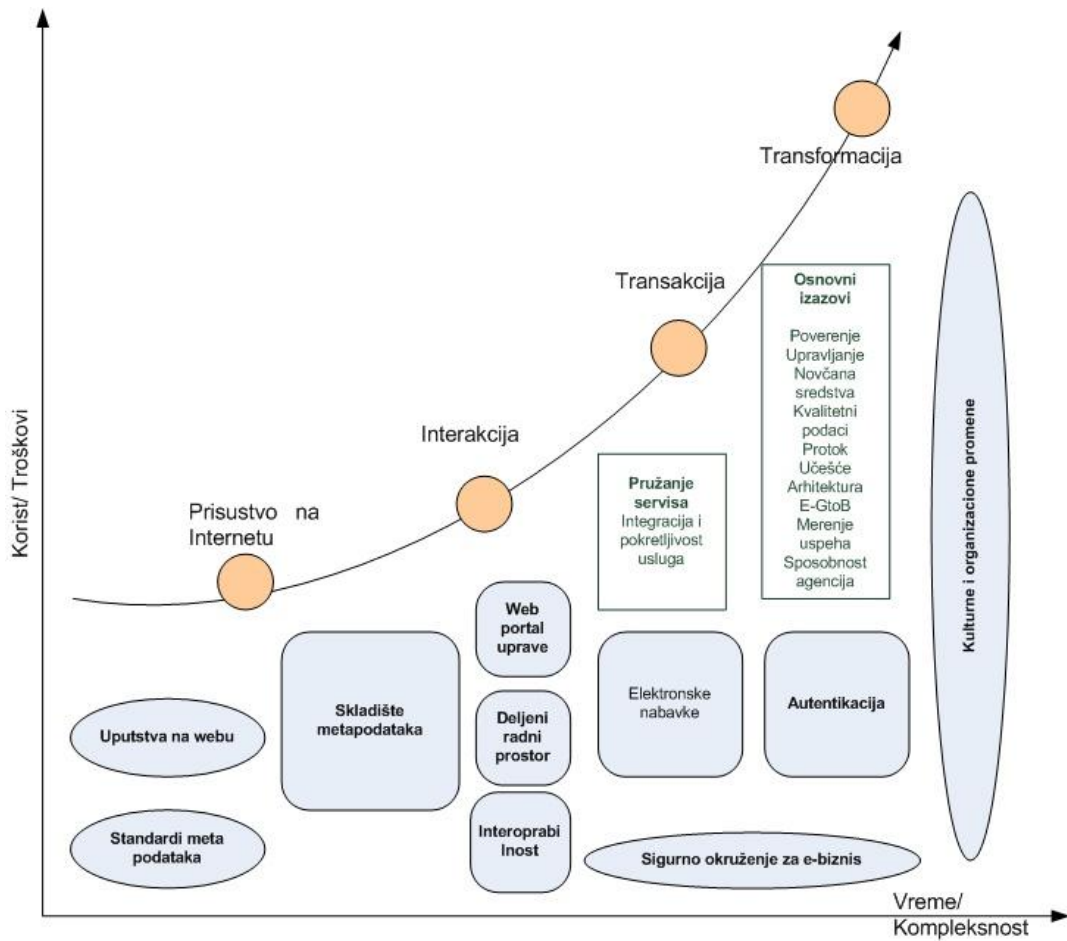 Korist/ Troškovi
Transformacija
Transakcija
Osnovni
izazovi
Poverenje
Upravljanje
Novčana
sredstva
Kvalitetni
podaci
Protok
Učešće
Arhitektura
E-GtoB
Merenje
uspeha
Sposobnost
agencija
Interakcija
Pružanje
servisa
Integracija i
pokretljivost
usluga
Prisustvo na
Internetu
Kulturne i organizacione promene
Web
portal
uprave
Skladište
metapodataka
Elektronske
nabavke
Autentikacija
Uputstva na webu
Deljeni
radni
prostor
Standardi meta
podataka
Interoprabi
lnost
Sigurno okruženje za e-biznis
Vreme/
Kompleksnost